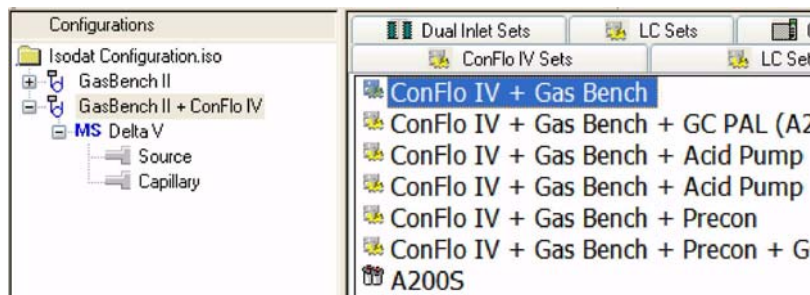 Configurations
Isodat Configuration.iso
GasBench II
GasBench II + ConFlo IV
MS Delta V
Source
Capillary
Dual Inlet Sets
LC Sets
ConFlo IV Sets
LC Set
ConFlo IV + Gas Bench
ConFlo IV + Gas Bench + GC PAL (A2
ConFlo IV + Gas Bench + Acid Pump
ConFlo IV + Gas Bench + Acid Pump
ConFlo IV + Gas Bench + Precon
ConFlo IV + Gas Bench + Precon + G
A200S